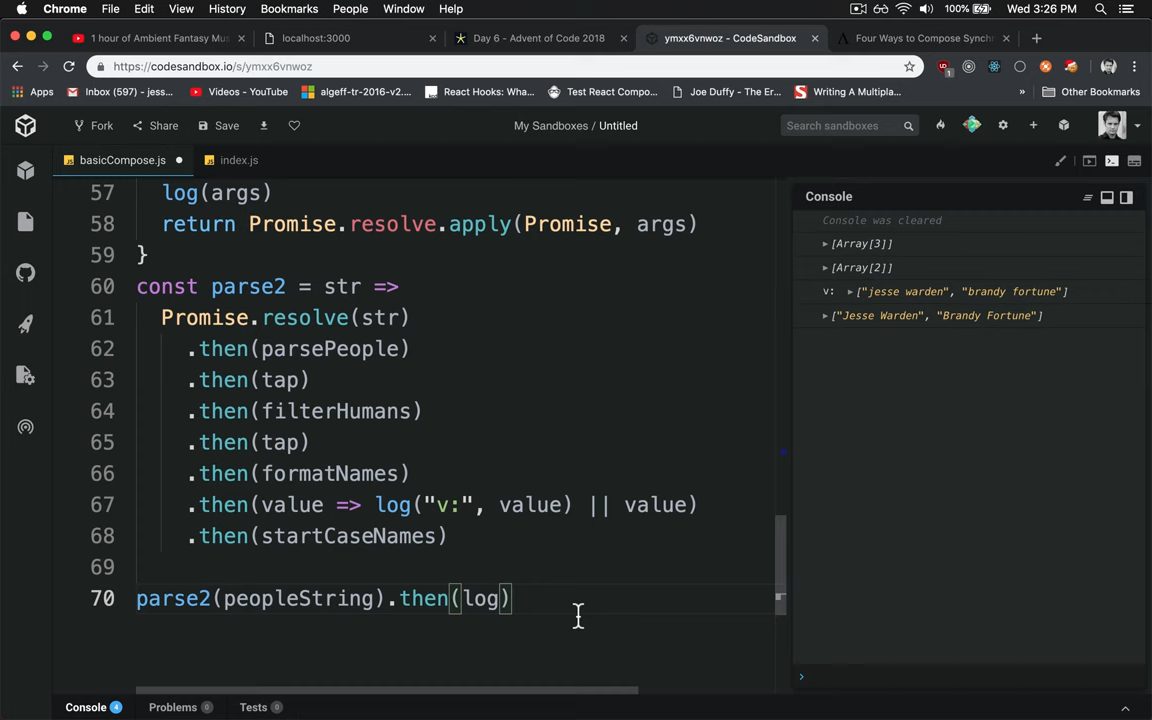 Chrome File Edit View History Bookmarks People Window Help 100% Wed 3:26 PM
1 hour of Ambient Fantasy Mus localhost:3000 Day 6 - Advent of Code 2018 ymxx6vnwoz - CodeSandbox Four Ways to Compose Synchr
https://codesandbox.io/s/ymxx6vnwoz
Apps Inbox (597) - jess... Videos - YouTube algeff-tr-2016-v2... React Hooks: Wha... Test React Compo... Joe Duffy - The Er... Writing A Multipla... » Other Bookmarks
Fork Share Save My Sandboxes / Untitled Search sandboxes
basicCompose.js index.js
57 log(args)
58 return Promise.resolve.apply(Promise, args)
59 }
60 const parse2 = str =>
61 Promise.resolve(str)
62 .then(parsePeople)
63 .then(tap)
64 .then(filterHumans)
65 .then(tap)
66 .then(formatNames)
67 .then(value => log("v:", value) || value)
68 .then(startCaseNames)
69
70 parse2(peopleString).then(log)
Console
Console was cleared
[Array[3]]
[Array[2]]
v: ["jesse warden", "brandy fortune"]
["Jesse Warden", "Brandy Fortune"]
Console 4 Problems 0 Tests 0